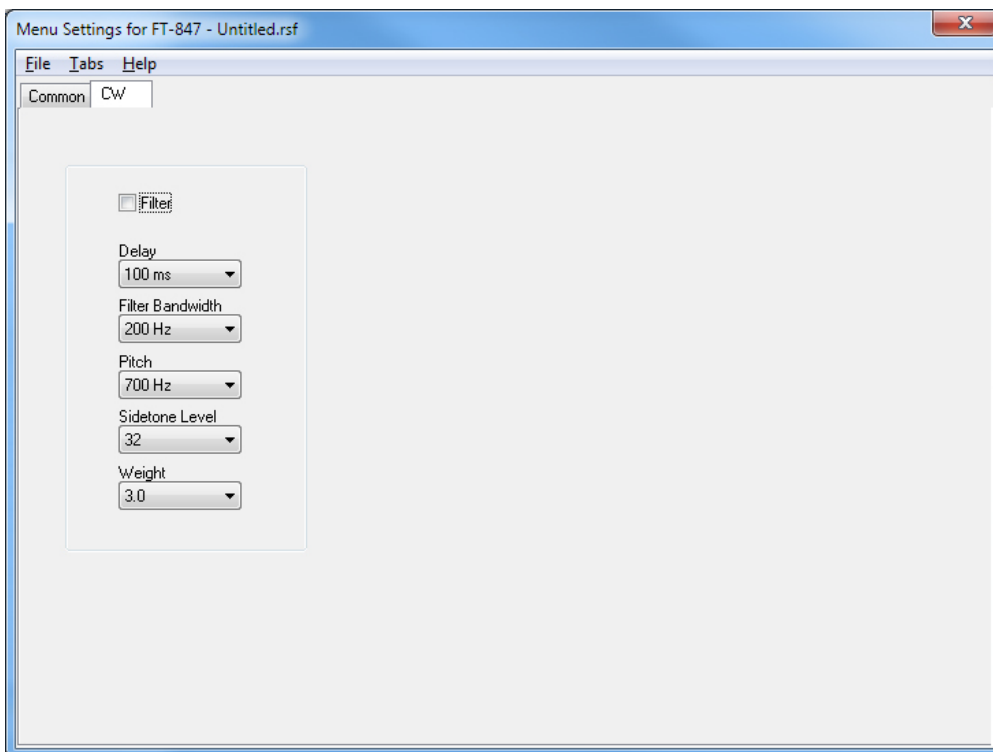 Menu Settings for FT-847 - Untitled.rsf
File Tabs Help
Common CW
Filter
Delay
100 ms
Filter Bandwidth
200 Hz
Pitch
700 Hz
Sidetone Level
32
Weight
3.0